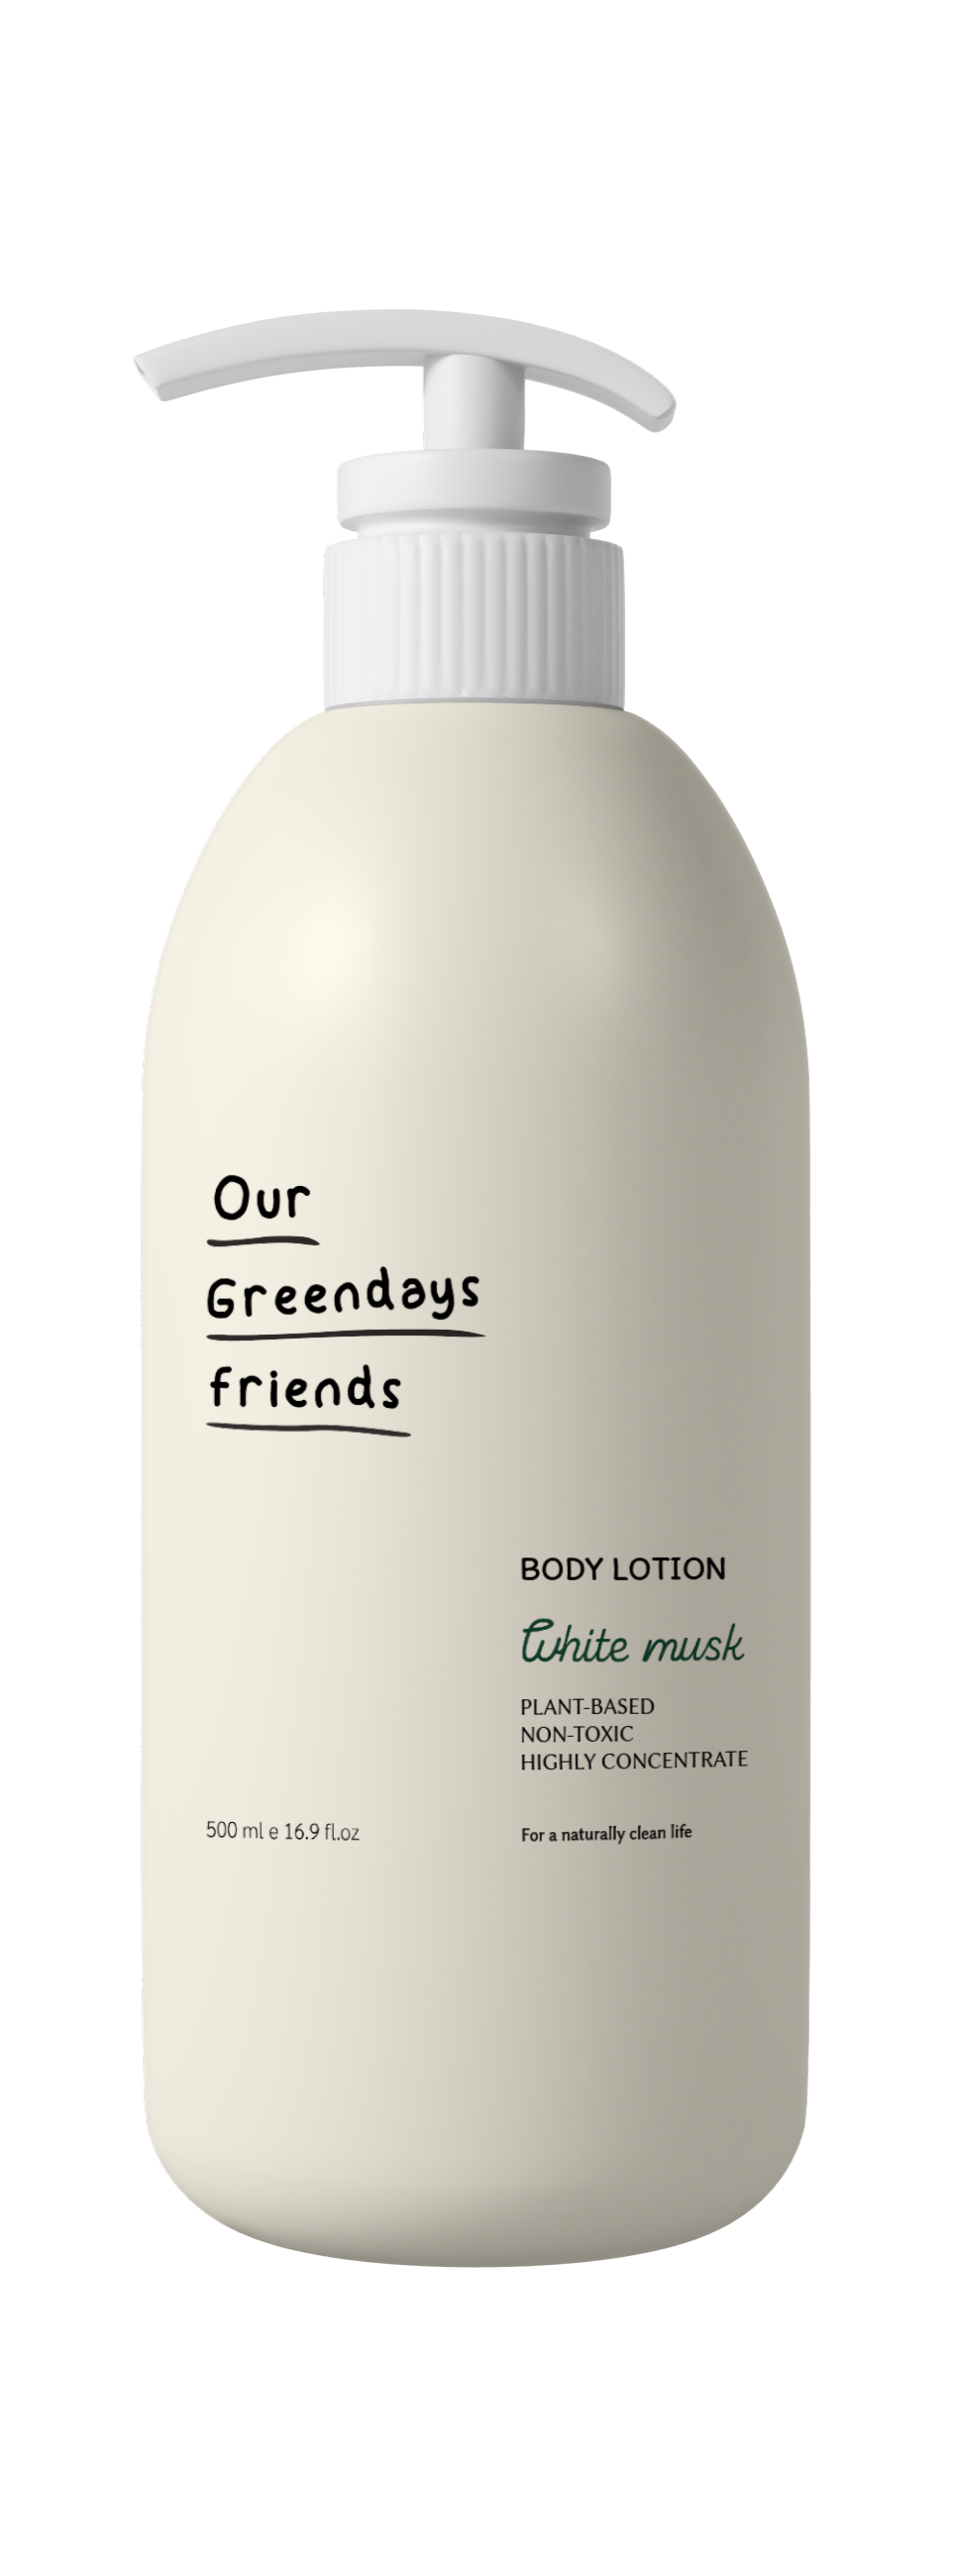 Our
Greendays
friends
BODY LOTION
White musk
PLANT-BASED
NON-TOXIC
HIGHLY CONCENTRATE
500 ml e 16.9 fl.oz
For a naturally clean life